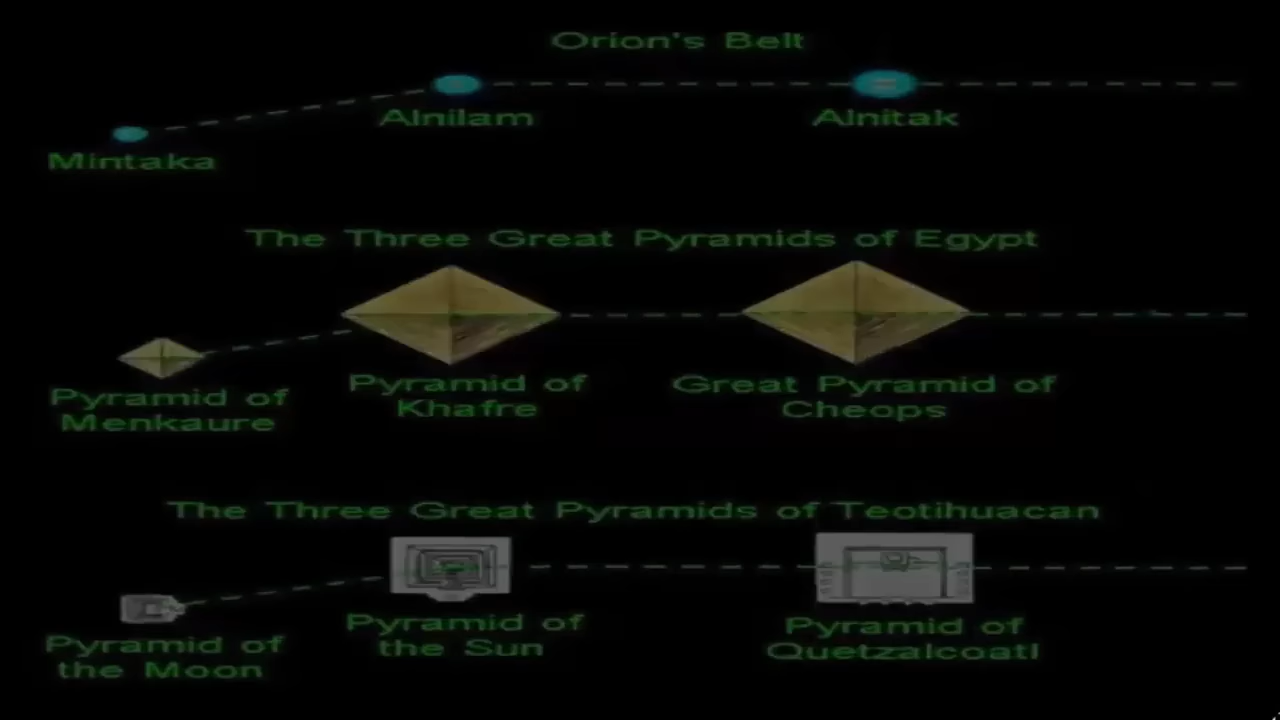 Orion's Belt
Alnilam
Alnitak
Mintaka
The Three Great Pyramids of Egypt
Pyramid of
Menkaure
Pyramid of
Khafre
Great Pyramid of
Cheops
The Three Great Pyramids of Teotihuacan
Pyramid of
the Moon
Pyramid of
the Sun
Pyramid of
Quetzalcoatl